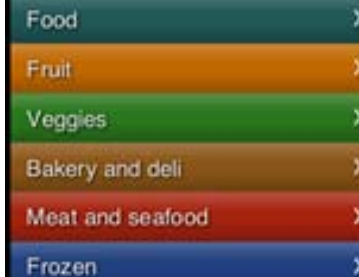 Food
Fruit
Veggies
Bakery and deli
Meat and seafood
Frozen